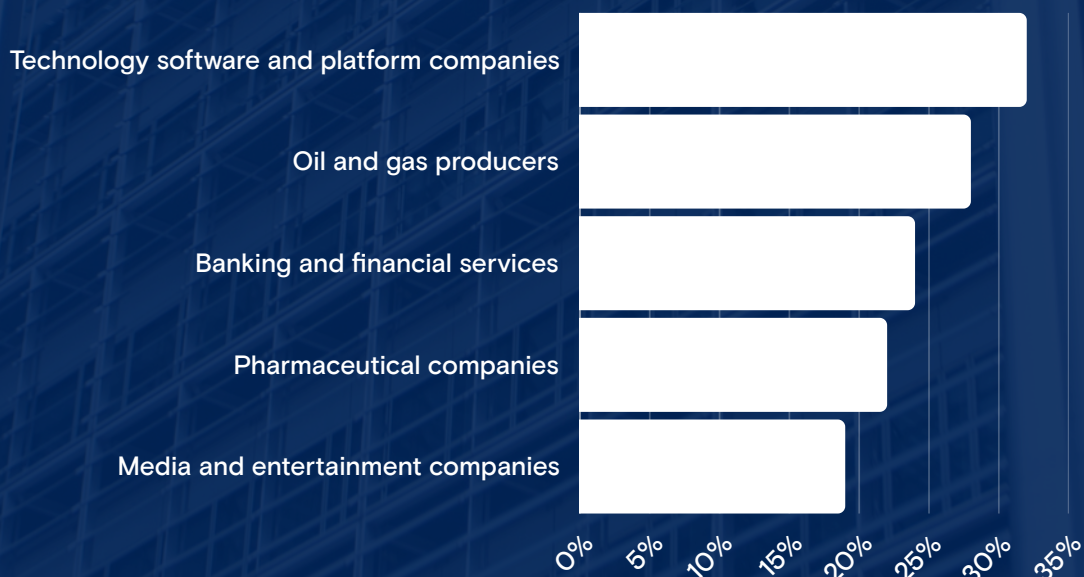 Technology software and platform companies
Oil and gas producers
Banking and financial services
Pharmaceutical companies
Media and entertainment companies
0% 5% 10% 15% 20% 25% 30% 35%